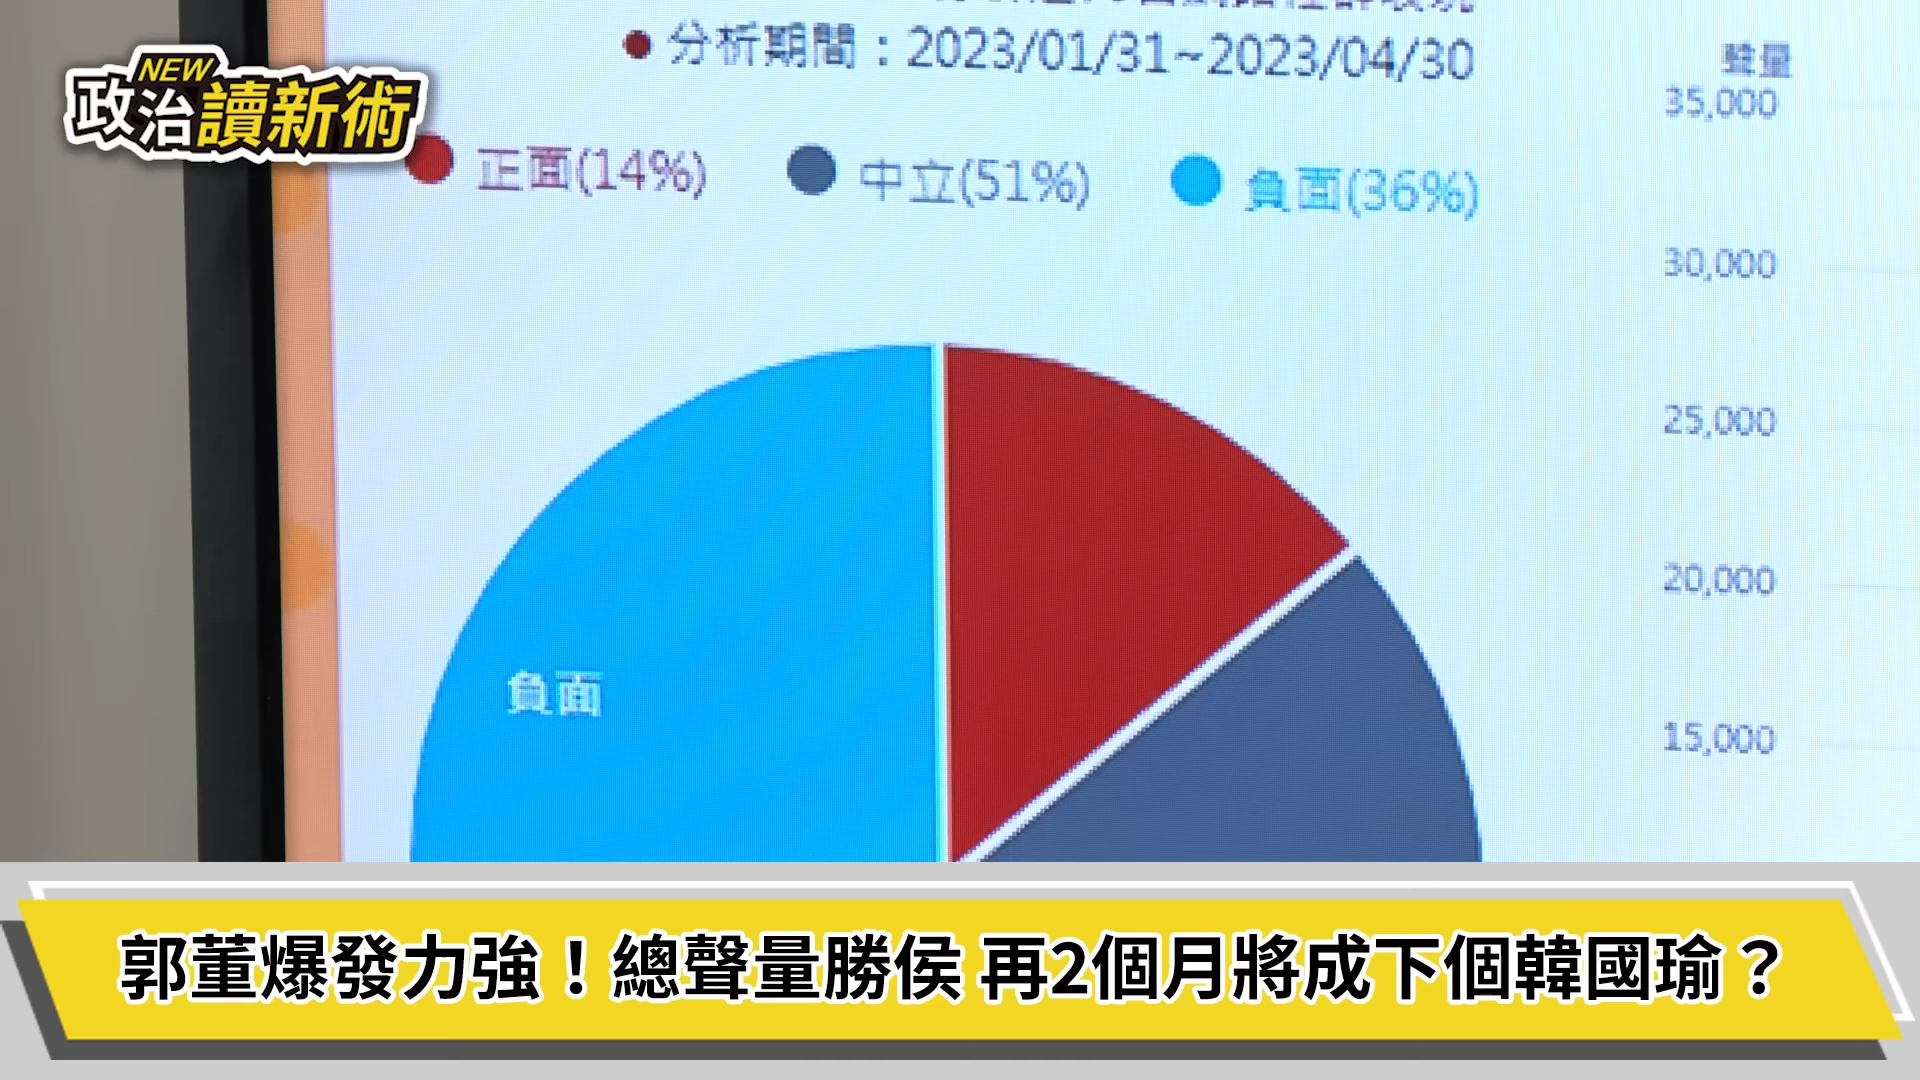 NEW
政治讀新術
分析期間：2023/01/31~2023/04/30
正面(14%) 中立(51%) 負面(36%)
負面
聲量
35,000
30,000
25,000
20,000
15,000
郭董爆發力強！總聲量勝侯 再2個月將成下個韓國瑜？